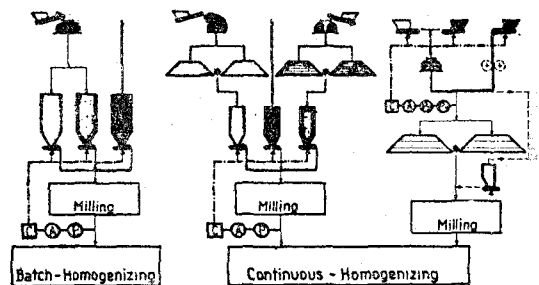 C A A P
Milling
Milling
Milling
C A P
C A P
Batch-Homogenizing
Continuous - Homogenizing